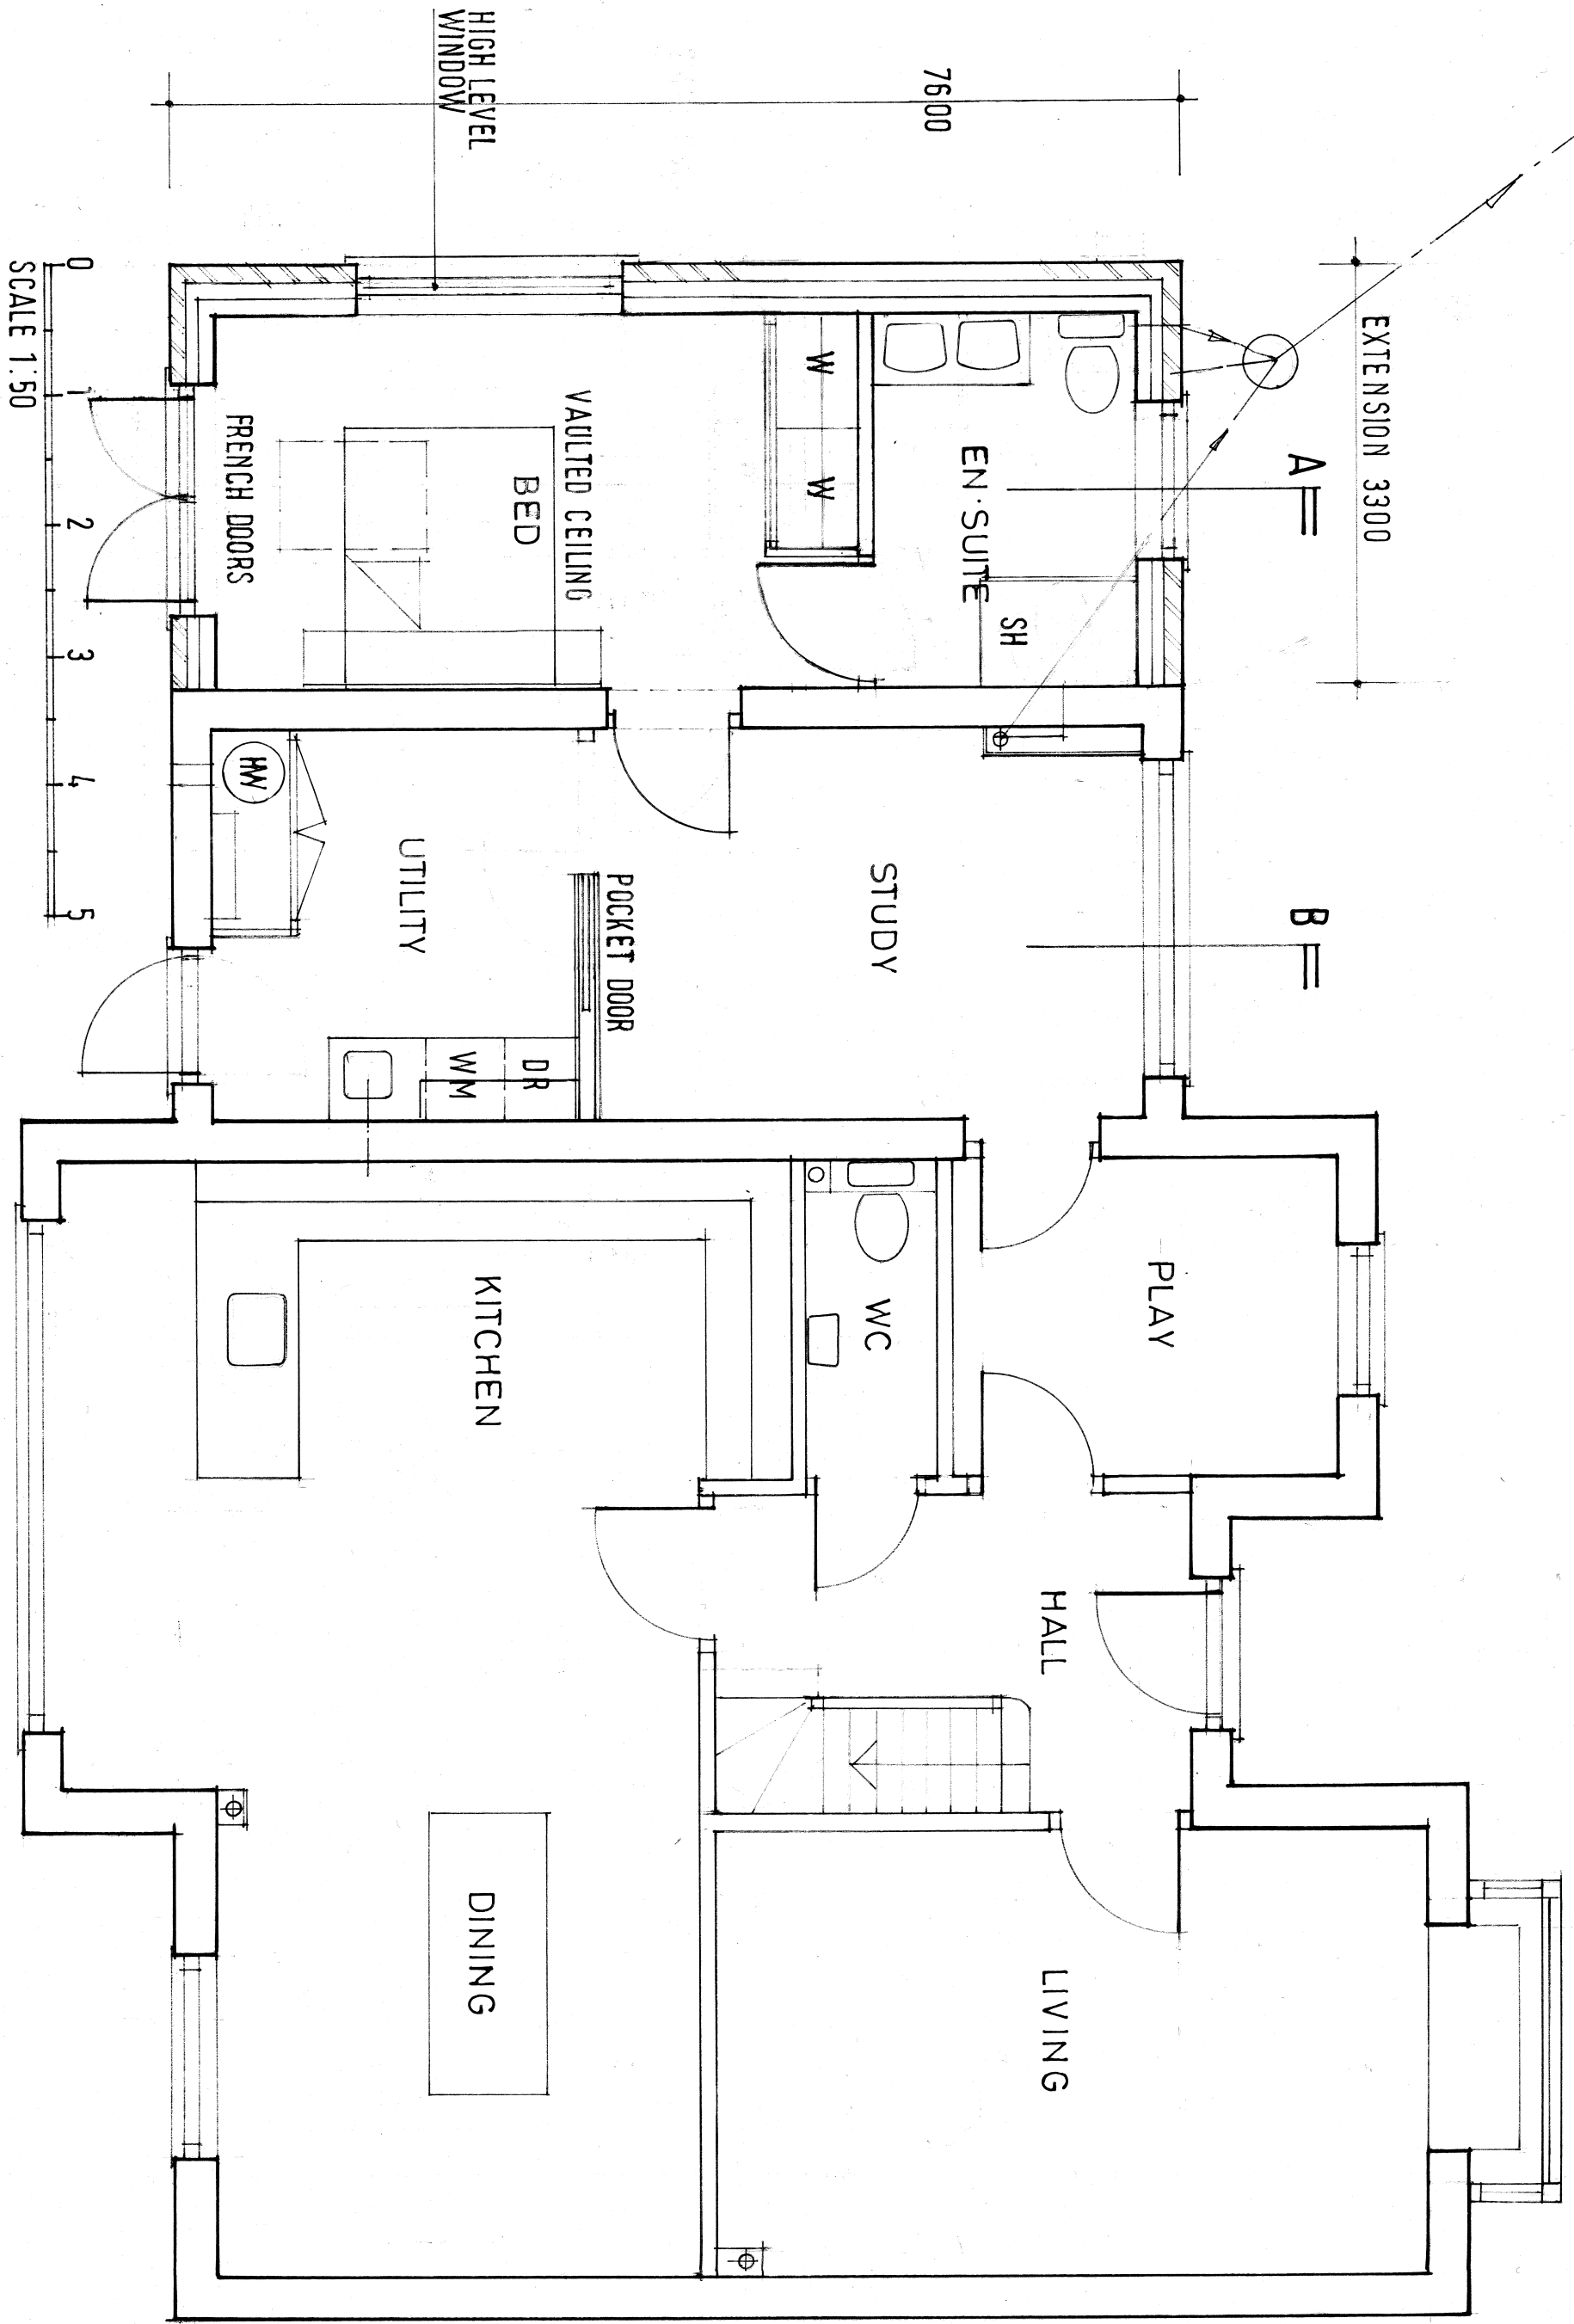 HIGH LEVEL
WINDOW
7600
EXTENSION 3300
A
B
EN·SUITE
SH
W
W
VAULTED CEILING
BED
FRENCH DOORS
0 1 2 3 4 5
SCALE 1:50
HW
UTILITY
POCKET DOOR
DR
WM
STUDY
PLAY
WC
KITCHEN
HALL
DINING
LIVING